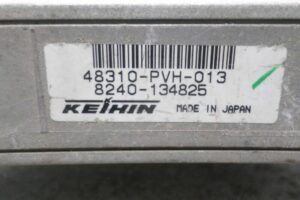 48310-PVH-013
8240-134825
KEIHIN MADE IN JAPAN